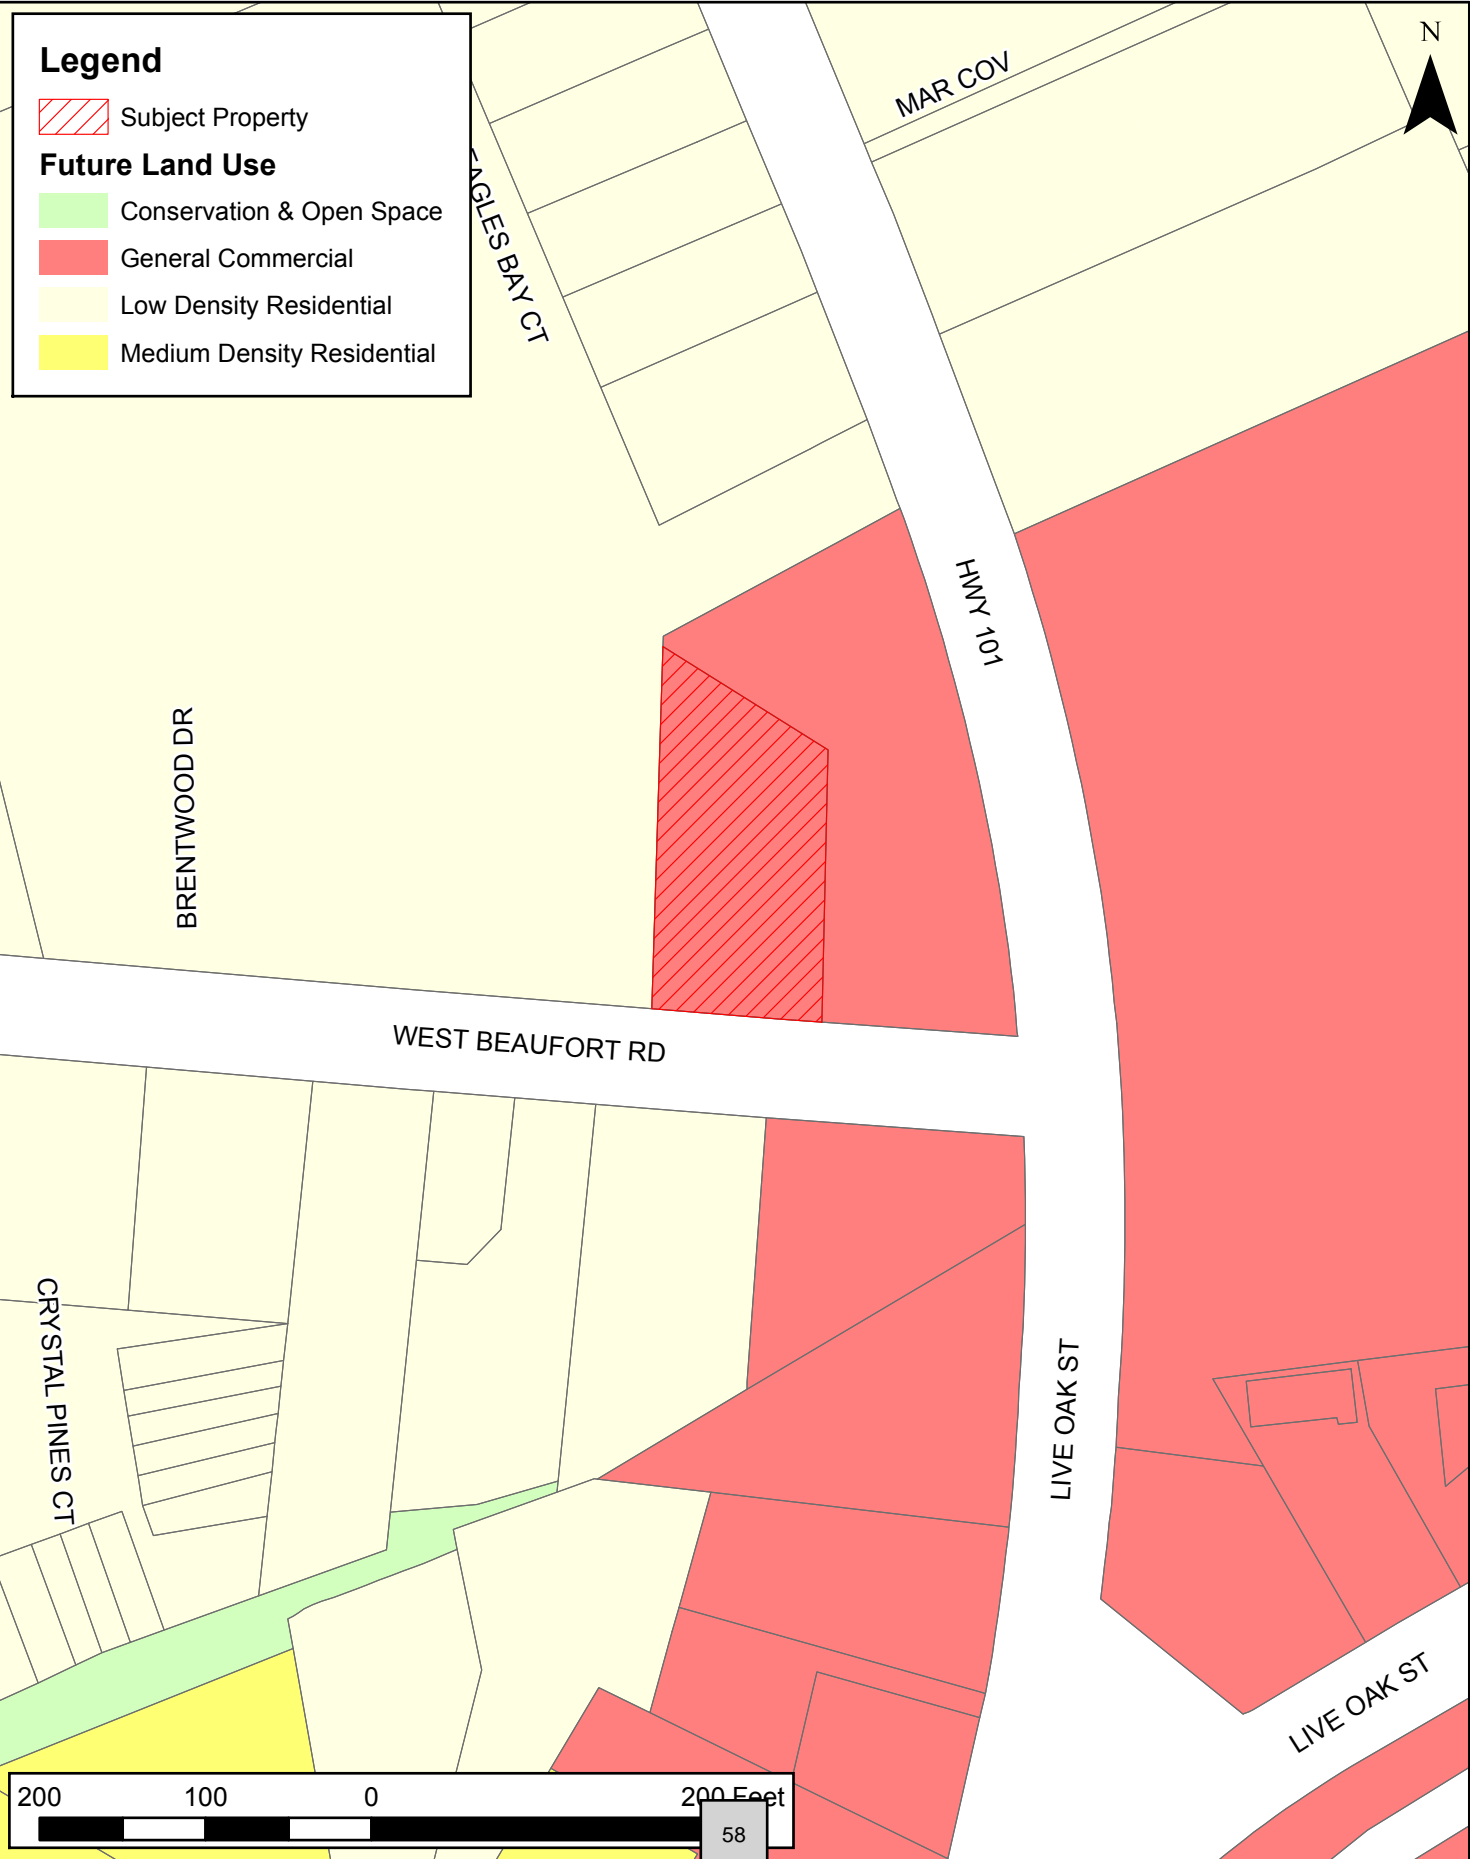 Legend
Subject Property
Future Land Use
Conservation & Open Space
General Commercial
Low Density Residential
Medium Density Residential
N
MAR COV
EAGLES BAY CT
HWY 101
BRENTWOOD DR
WEST BEAUFORT RD
CRYSTAL PINES CT
LIVE OAK ST
LIVE OAK ST
200 100 0 200 Feet
58